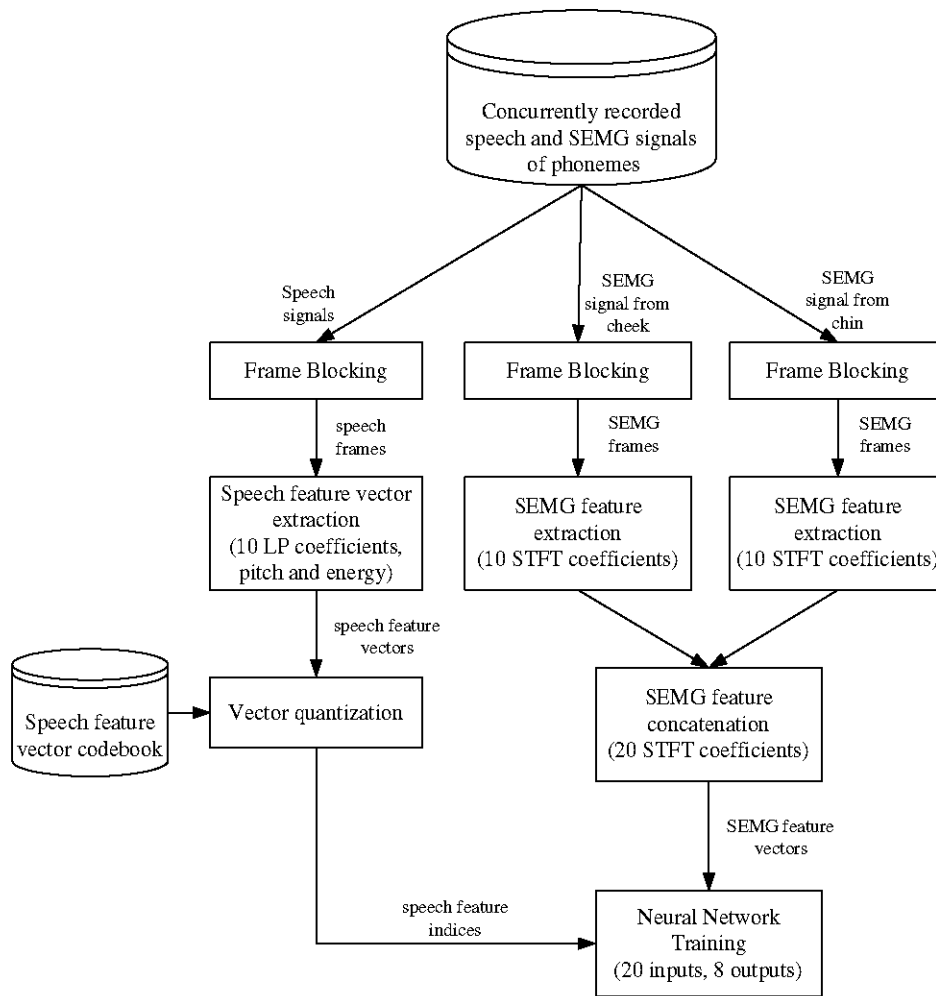 Concurrently recorded
speech and SEMG signals
of phonemes
Speech
signals
SEMG
signal from
cheek
SEMG
signal from
chin
Frame Blocking
Frame Blocking
Frame Blocking
speech
frames
SEMG
frames
SEMG
frames
Speech feature vector
extraction
(10 LP coefficients,
pitch and energy)
SEMG feature
extraction
(10 STFT coefficients)
SEMG feature
extraction
(10 STFT coefficients)
speech feature
vectors
Speech feature
vector codebook
Vector quantization
SEMG feature
concatenation
(20 STFT coefficients)
SEMG feature
vectors
speech feature
indices
Neural Network
Training
(20 inputs, 8 outputs)